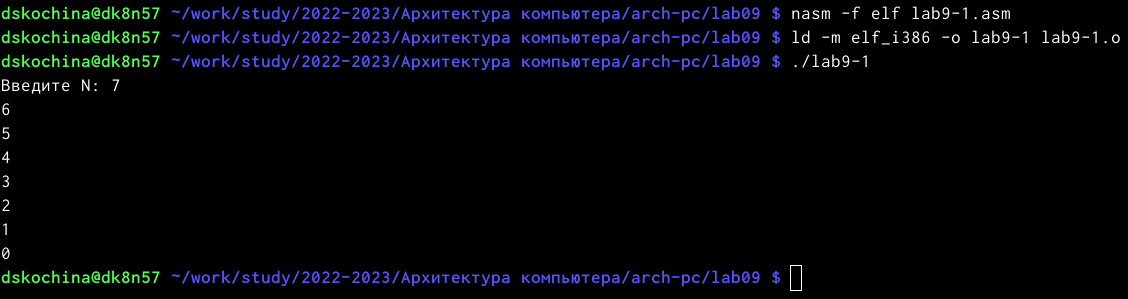 dskochina@dk8n57 ~/work/study/2022-2023/Архитектура компьютера/arch-pc/lab09 $ nasm -f elf lab9-1.asm
dskochina@dk8n57 ~/work/study/2022-2023/Архитектура компьютера/arch-pc/lab09 $ ld -m elf_i386 -o lab9-1 lab9-1.o
dskochina@dk8n57 ~/work/study/2022-2023/Архитектура компьютера/arch-pc/lab09 $ ./lab9-1
Введите N: 7
6
5
4
3
2
1
0
dskochina@dk8n57 ~/work/study/2022-2023/Архитектура компьютера/arch-pc/lab09 $